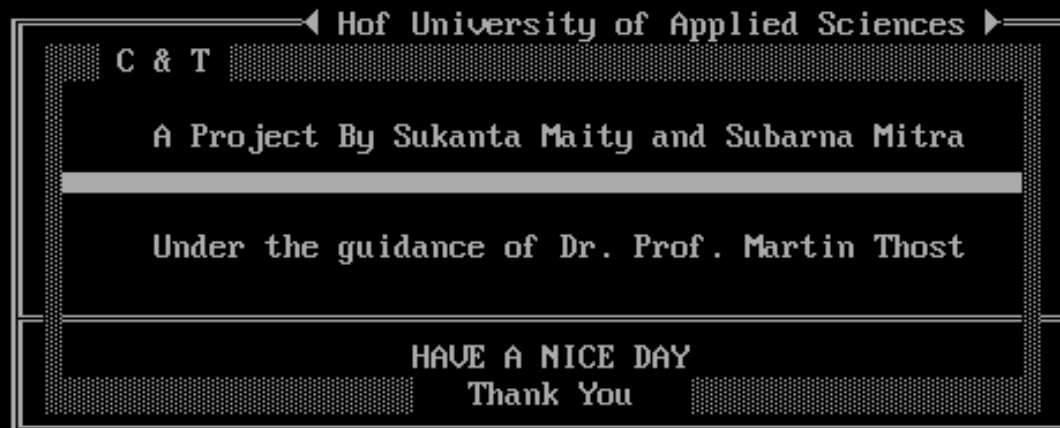 Hof University of Applied Sciences
C & T
A Project By Sukanta Maity and Subarna Mitra
Under the guidance of Dr. Prof. Martin Thost
HAVE A NICE DAY
Thank You